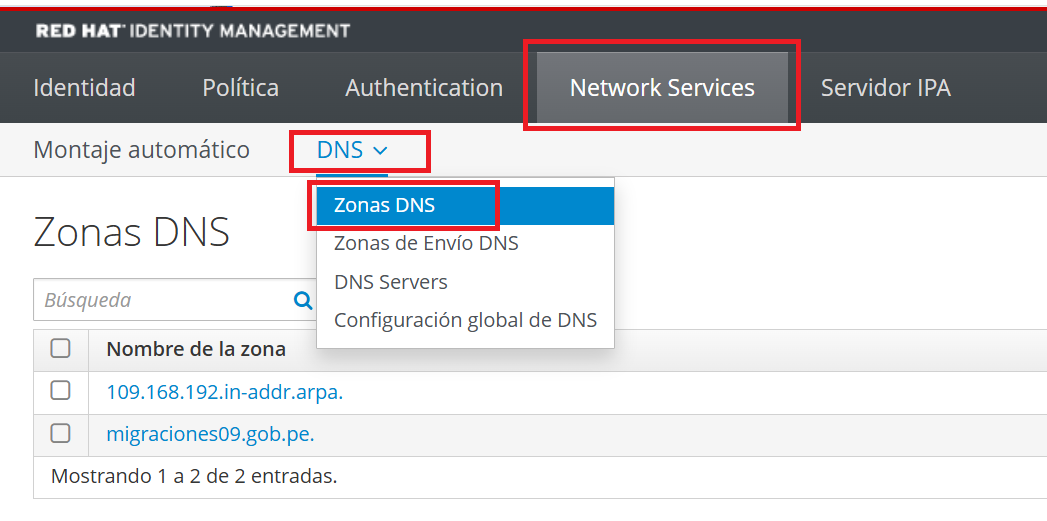 RED HAT IDENTITY MANAGEMENT
Identidad Política Authentication Network Services Servidor IPA
Montaje automático DNS
Zonas DNS
Zonas DNS
Zonas de Envío DNS
DNS Servers
Configuración global de DNS
Búsqueda
Nombre de la zona
109.168.192.in-addr.arpa.
migraciones09.gob.pe.
Mostrando 1 a 2 de 2 entradas.